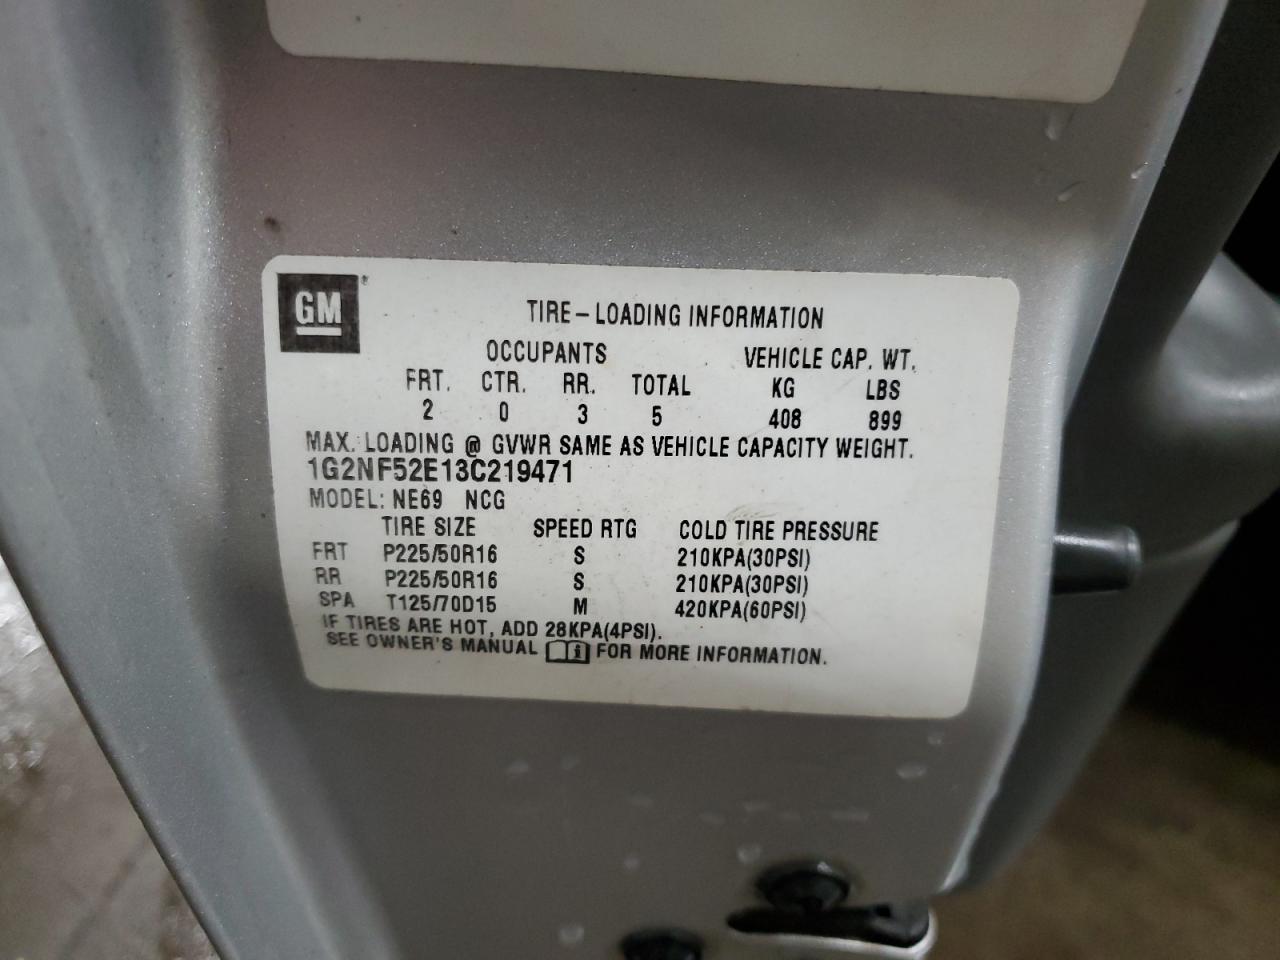 GM
TIRE-LOADING INFORMATION
OCCUPANTS VEHICLE CAP. WT.
FRT. CTR. RR. TOTAL KG LBS
2 0 3 5 408 899
MAX. LOADING @ GVWR SAME AS VEHICLE CAPACITY WEIGHT.
1G2NF52E13C219471
MODEL: NE69 NCG
TIRE SIZE SPEED RTG COLD TIRE PRESSURE
FRT P225/50R16 S 210KPA(30PSI)
RR P225/50R16 S 210KPA(30PSI)
SPA T125/70D15 M 420KPA(60PSI)
IF TIRES ARE HOT, ADD 28KPA(4PSI).
SEE OWNER'S MANUAL i FOR MORE INFORMATION.